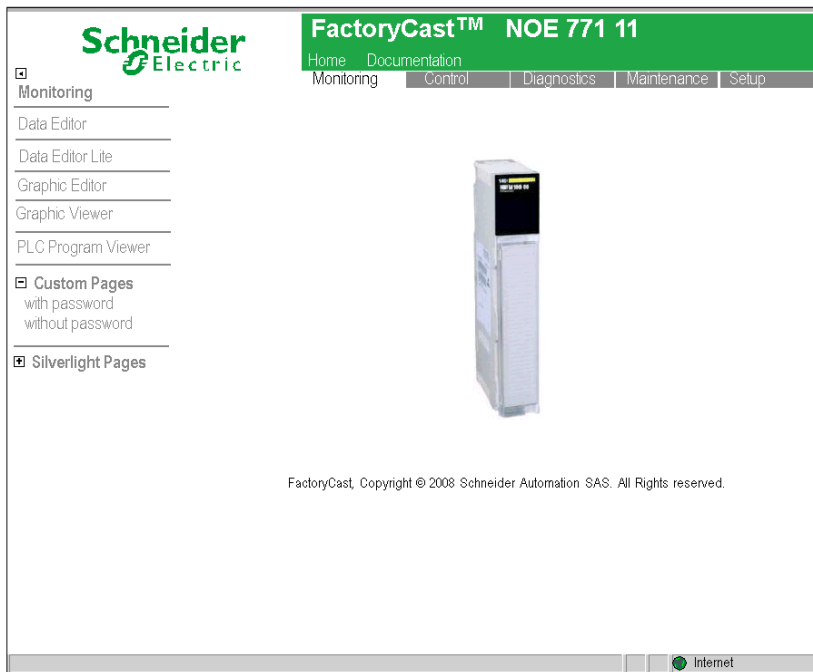 Schneider
Electric
FactoryCast™ NOE 771 11
Home Documentation
Monitoring Control Diagnostics Maintenance Setup
Monitoring
Data Editor
Data Editor Lite
Graphic Editor
Graphic Viewer
PLC Program Viewer
Custom Pages
with password
without password
Silverlight Pages
FactoryCast, Copyright © 2008 Schneider Automation SAS. All Rights reserved.
Internet